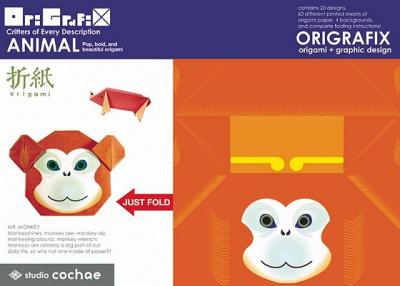 Ori Grafix
Critters of Every Description
ANIMAL
Pop, bold, and
beautiful origami
contains 20 designs,
60 different printed sheets of
origami paper, 4 backgrounds,
and complete folding instructions!
ORIGRAFIX
origami + graphic design
折紙
origami
JUST FOLD
MR. MONKEY
Monkeyshines, monkey see-monkey do,
monkeying around, monkey wrench:
monkeys are already a big part of our
daily life, so why not one made of paper!?
studio cochae